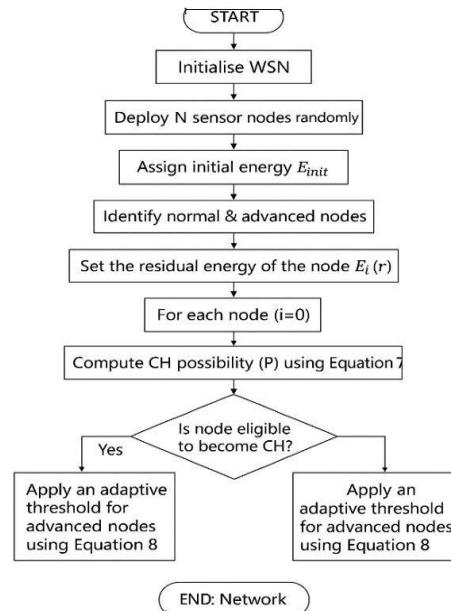 START
Initialise WSN
Deploy N sensor nodes randomly
Assign initial energy E_init
Identify normal & advanced nodes
Set the residual energy of the node E_i (r)
For each node (i=0)
Compute CH possibility (P) using Equation 7
Is node eligible
to become CH?
Yes
Apply an adaptive
threshold for
advanced nodes
using Equation 8
Apply an
adaptive threshold
for advanced nodes
using Equation 8
END: Network